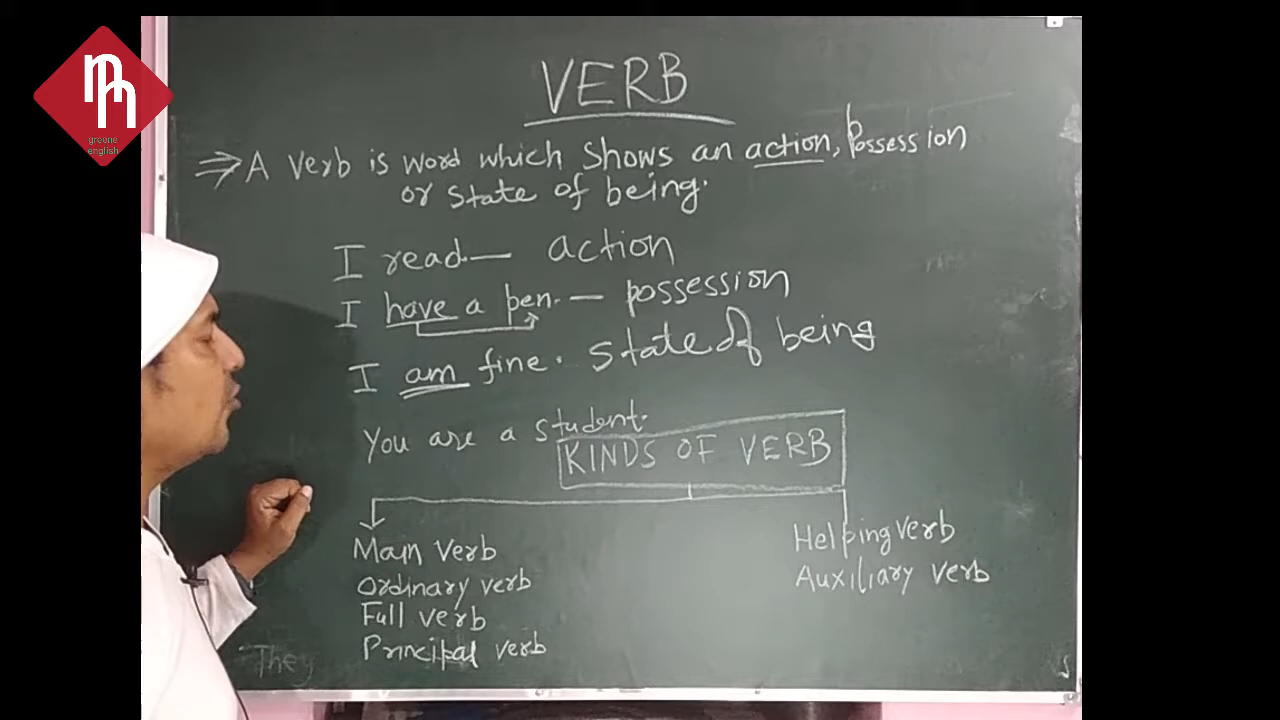 greene
english
VERB
⇒ A verb is word which shows an action, Possession
or state of being.
I read. — action
I have a pen. — possession
I am fine. state of being
You are a student.
KINDS OF VERB
Main verb
Ordinary verb
Full verb
Principal verb
Helping verb
Auxiliary verb
They